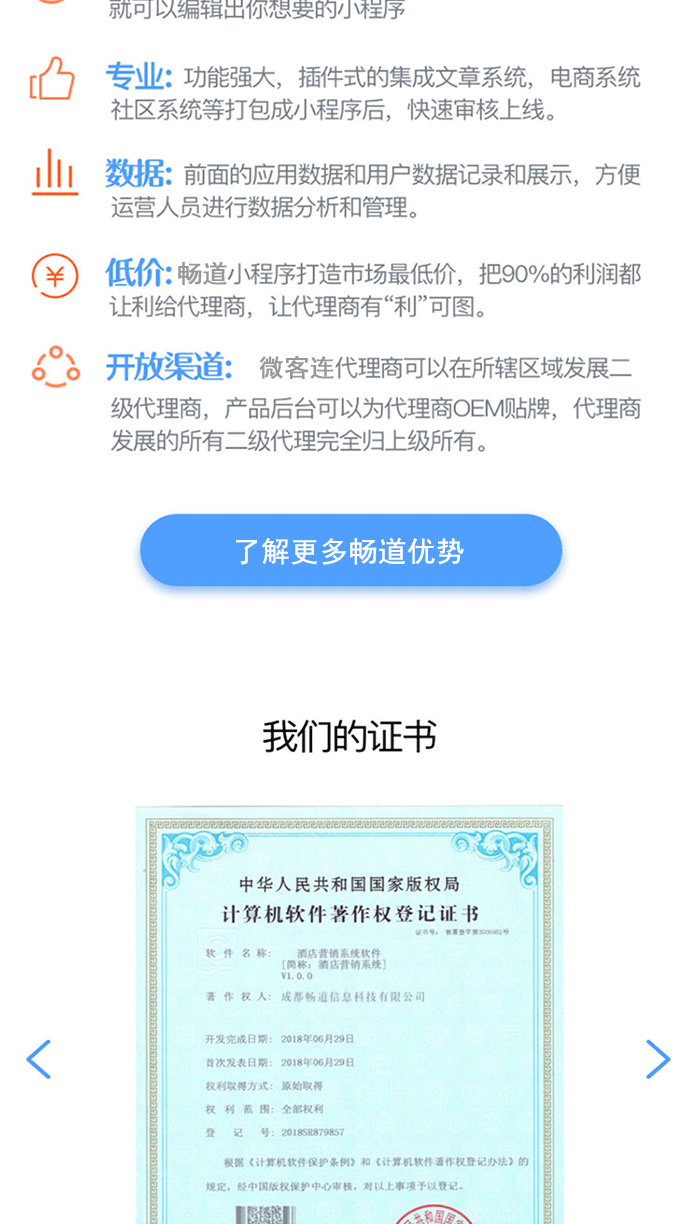 就可以编辑出你想要的小程序
专业: 功能强大，插件式的集成文章系统，电商系统
社区系统等打包成小程序后，快速审核上线。
数据: 前面的应用数据和用户数据记录和展示，方便
运营人员进行数据分析和管理。
低价: 畅道小程序打造市场最低价，把90%的利润都
让利给代理商，让代理商有“利”可图。
开放渠道: 微客连代理商可以在所辖区域发展二
级代理商，产品后台可以为代理商OEM贴牌，代理商
发展的所有二级代理完全归上级所有。
了解更多畅道优势
我们的证书
中华人民共和国国家版权局
计算机软件著作权登记证书
证书号： 软著登字第3200952号
软件名称： 酒店营销系统软件
[简称：酒店营销系统]
V1.0.0
著作权人： 成都畅道信息科技有限公司
开发完成日期： 2018年06月29日
首次发表日期： 2018年06月29日
权利取得方式： 原始取得
权利范围： 全部权利
登记号： 2018SR879857
根据《计算机软件保护条例》和《计算机软件著作权登记办法》的
规定，经中国版权保护中心审核，对以上事项予以登记。